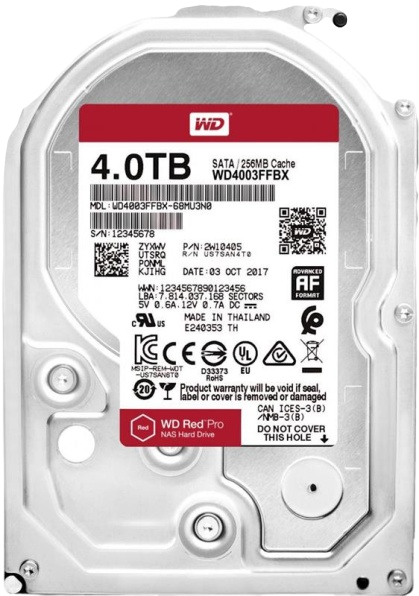 WD
4.0TB
SATA / 256MB Cache
WD4003FFBX
MDL: WD4003FFBX-68MU3N0
S/N: 12345678
WD
ZYXWV
UTSRQ
PONML
KJIHG
P/N: 2W10405
R/N US7SAN4T0
DATE: 03 OCT 2017
WWN: 1234567890123456
LBA: 7.814.037.168 SECTORS
5V 0.6A.12V 0.7A DC
ADVANCED
AF
FORMAT
c RU US
MADE IN THAILAND
E240353 TH
MSIP-REM-WDT
-US7SAN8T0
D33373
RoHS
UL
EU
20
Product warranty will be void if seal,
label or cover is removed or damaged
CAN ICES-3(B)
/NMB-3(B)
DO NOT COVER
THIS HOLE
Red
WD Red Pro
NAS Hard Drive